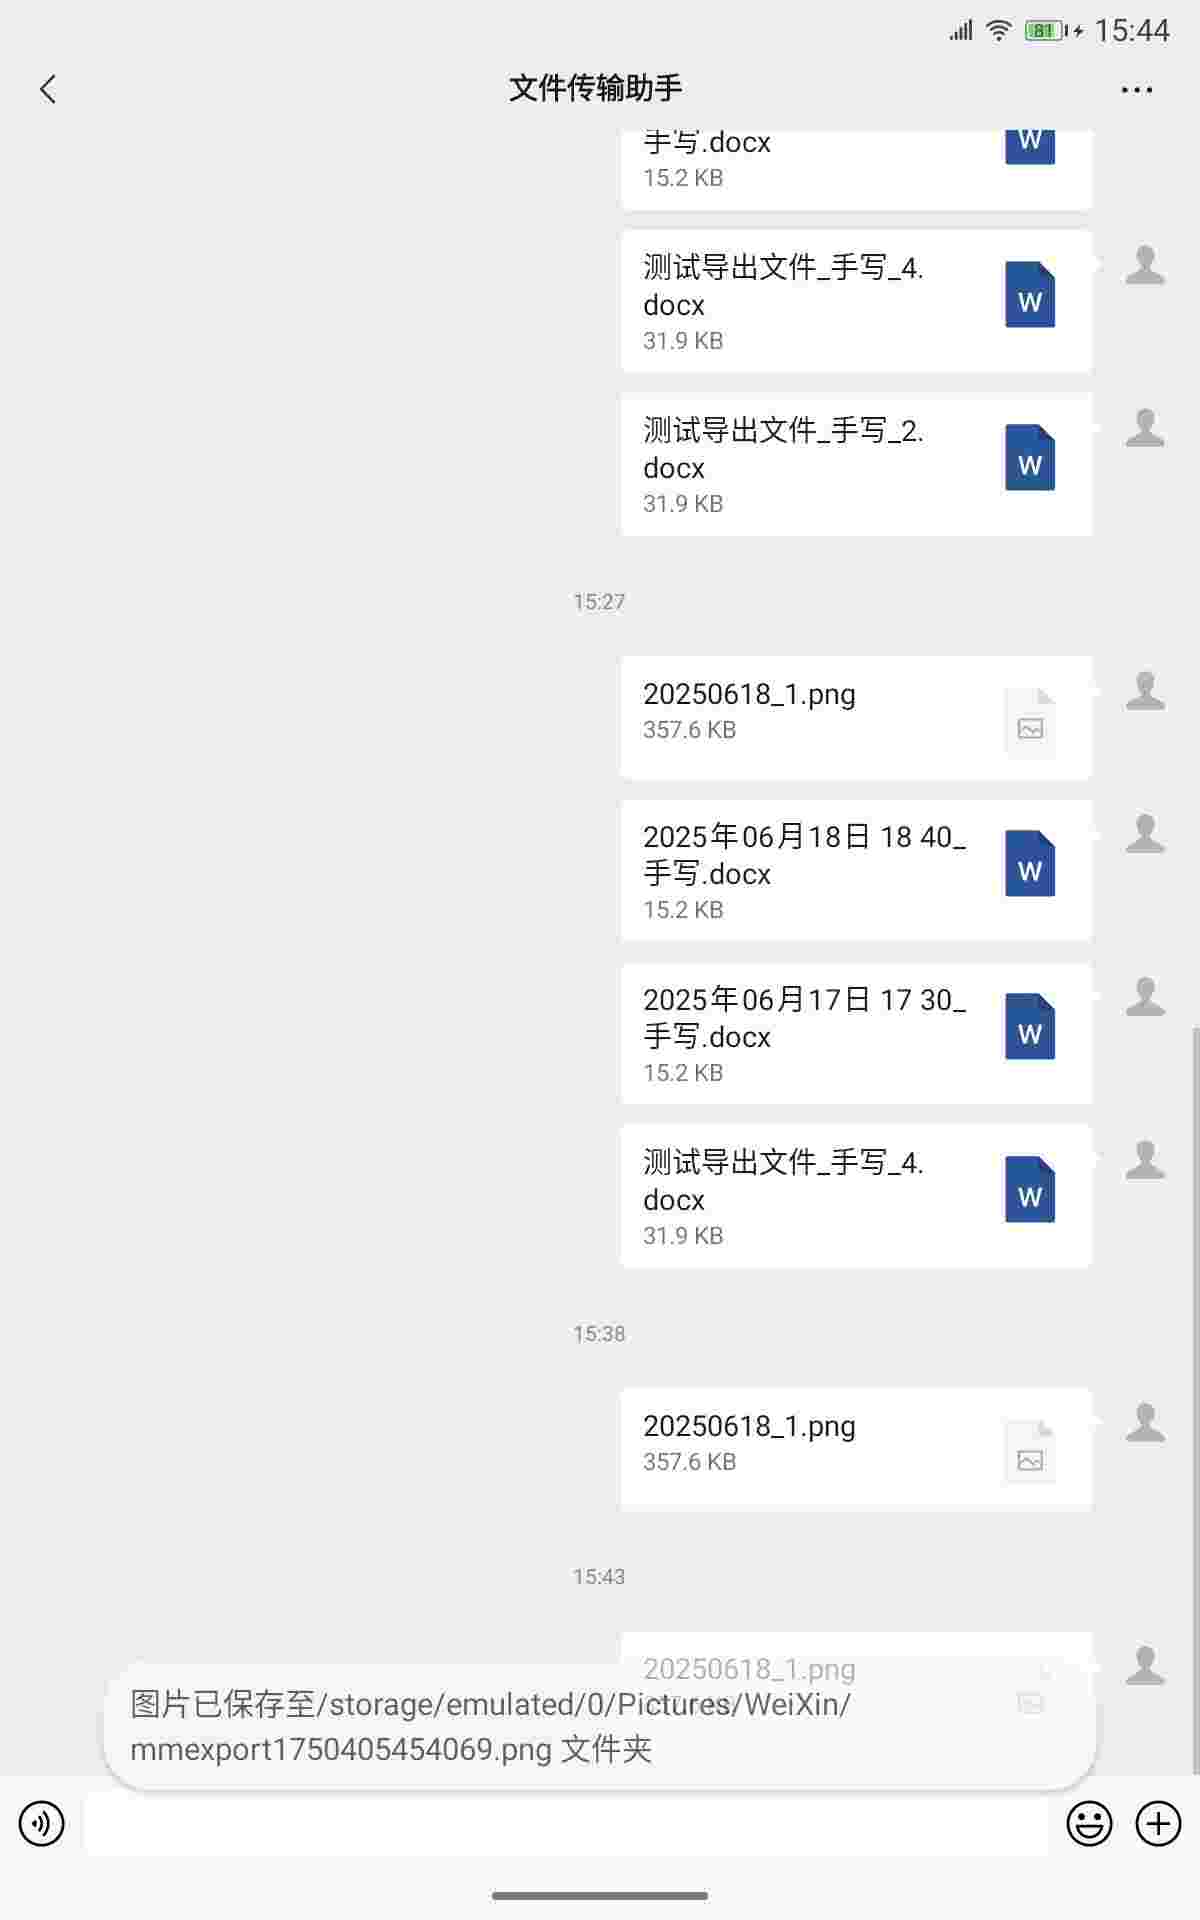 81 15:44
文件传输助手
手写.docx
15.2 KB
W
测试导出文件_手写_4.
docx
31.9 KB
W
测试导出文件_手写_2.
docx
31.9 KB
W
15:27
20250618_1.png
357.6 KB
2025年06月18日 18 40_
手写.docx
15.2 KB
W
2025年06月17日 17 30_
手写.docx
15.2 KB
W
测试导出文件_手写_4.
docx
31.9 KB
W
15:38
20250618_1.png
357.6 KB
15:43
20250618_1.png
图片已保存至/storage/emulated/0/Pictures/WeiXin/
mmexport1750405454069.png 文件夹